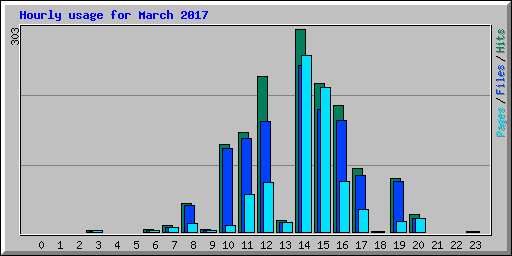 Hourly usage for March 2017
303
Pages / Files / Hits
0 1 2 3 4 5 6 7 8 9 10 11 12 13 14 15 16 17 18 19 20 21 22 23